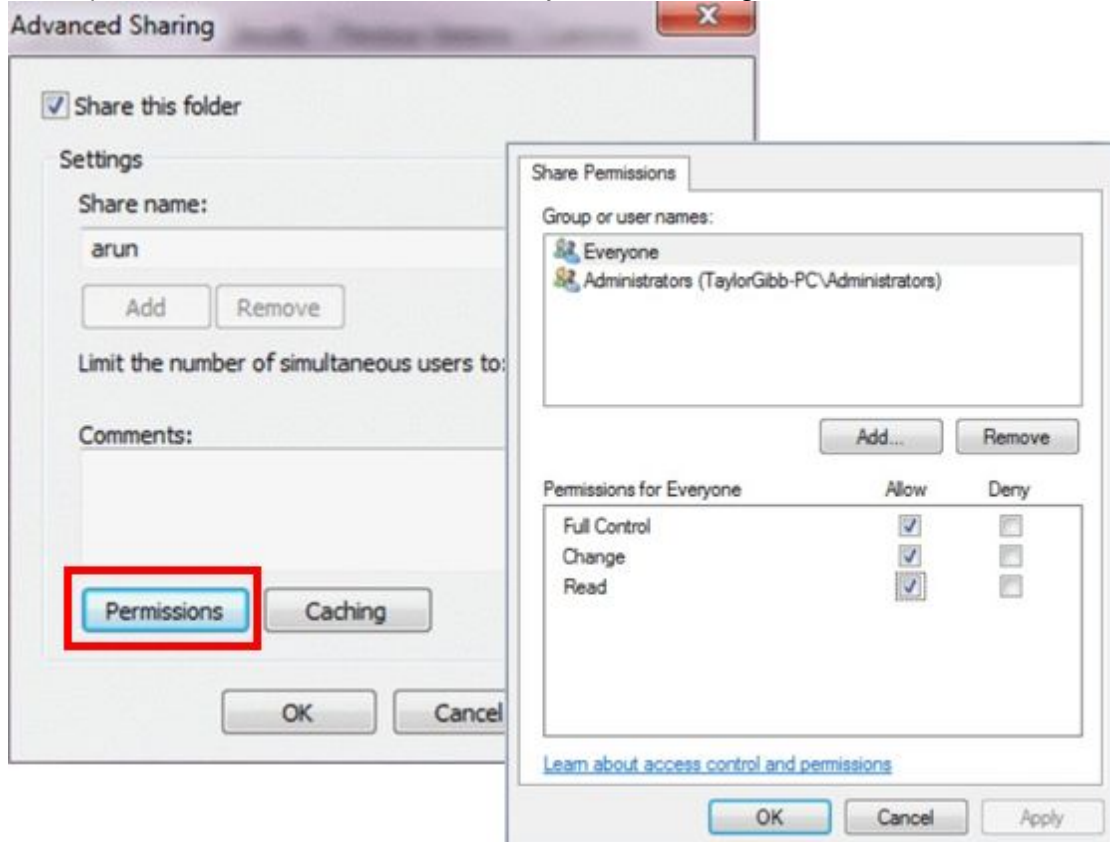 Advanced Sharing
Share this folder
Settings
Share name:
arun
Add Remove
Limit the number of simultaneous users to:
Comments:
Permissions Caching
OK Cancel
Share Permissions
Group or user names:
Everyone
Administrators (TaylorGibb-PC\Administrators)
Add... Remove
Permissions for Everyone Allow Deny
Full Control
Change
Read
Learn about access control and permissions
OK Cancel Apply